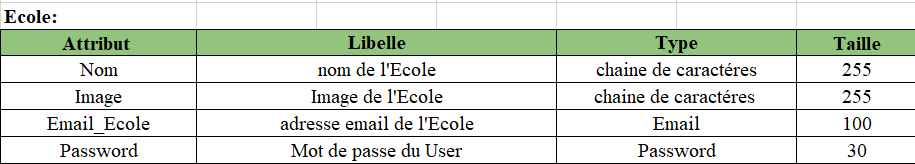 Ecole:
Attribut Libelle Type Taille
Nom nom de l'Ecole chaine de caractéres 255
Image Image de l'Ecole chaine de caractéres 255
Email_Ecole adresse email de l'Ecole Email 100
Password Mot de passe du User Password 30